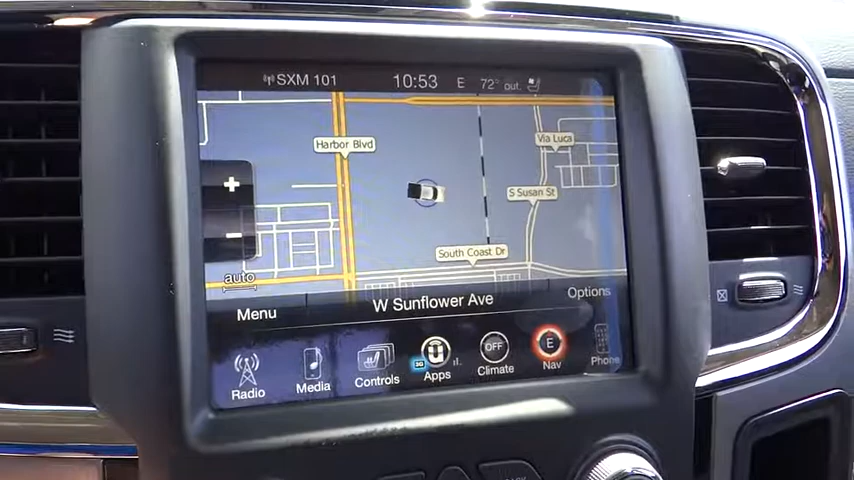 SXM 101 10:53 E 72° out.
Harbor Blvd
Via Luca
S Susan St
South Coast Dr
+
-
auto
Menu W Sunflower Ave Options
Radio Media Controls 3G Apps OFF Climate E Nav Phone